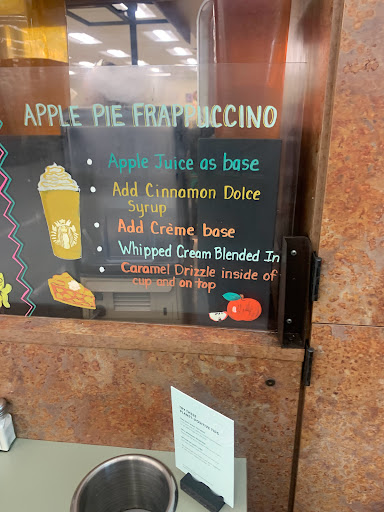 APPLE PIE FRAPPUCCINO
• Apple Juice as base
• Add Cinnamon Dolce
Syrup
• Add Crème base
• Whipped Cream Blended In
• Caramel Drizzle inside of
cup and on top